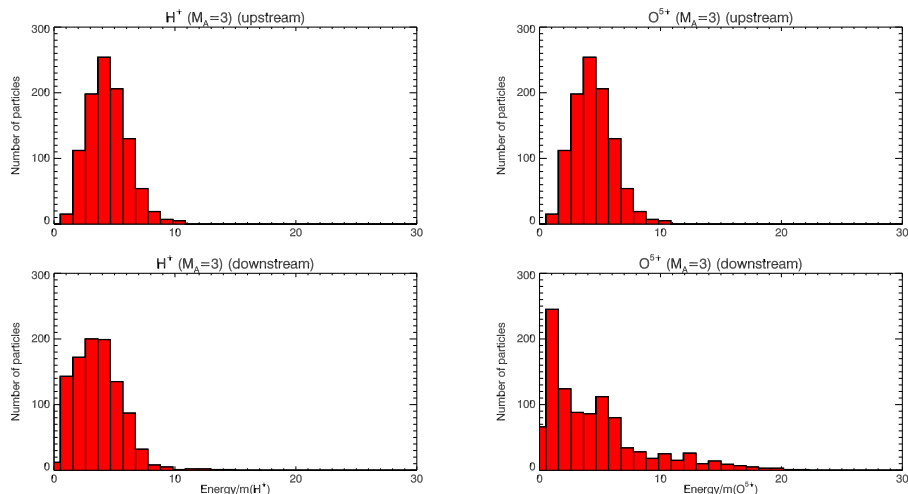 H⁺ (M_A=3) (upstream)
O⁵⁺ (M_A=3) (upstream)
300
200
100
0
Number of particles
0 10 20 30
300
200
100
0
Number of particles
0 10 20 30
H⁺ (M_A=3) (downstream)
O⁵⁺ (M_A=3) (downstream)
300
200
100
0
Number of particles
0 10 20 30
Energy/m(H⁺)
300
200
100
0
Number of particles
0 10 20 30
Energy/m(O⁵⁺)